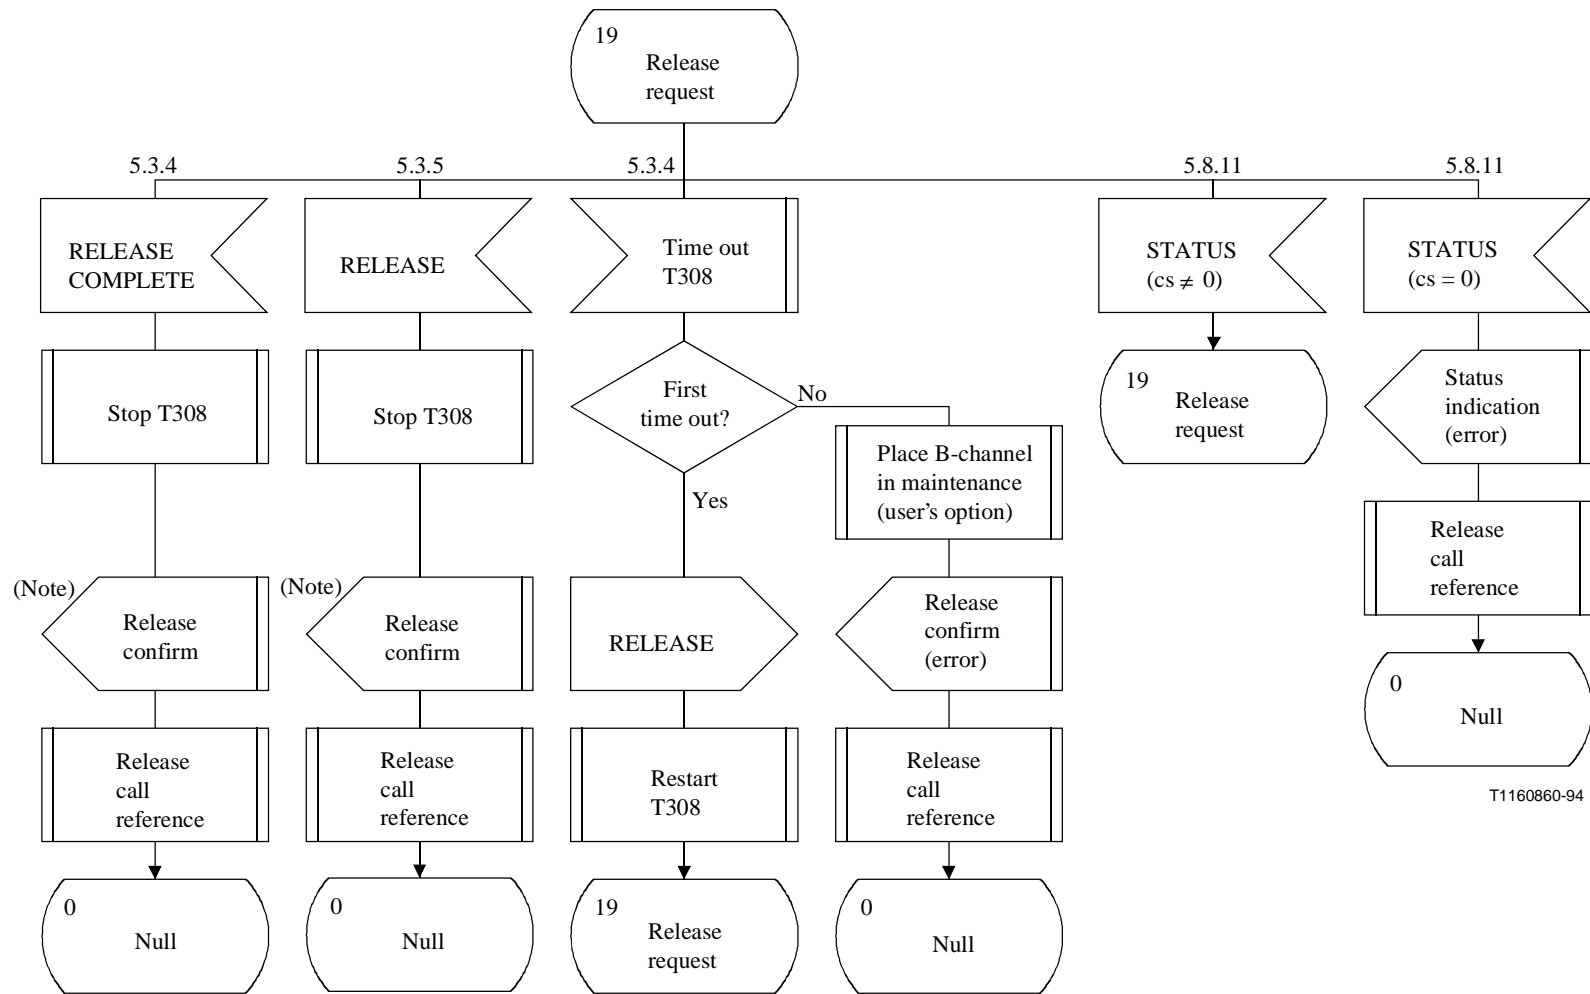 19
Release
request
5.3.4
5.3.5
5.3.4
5.8.11
5.8.11
RELEASE
COMPLETE
RELEASE
Time out
T308
STATUS
(cs ≠ 0)
STATUS
(cs = 0)
Stop T308
Stop T308
First
time out?
No
Yes
Place B-channel
in maintenance
(user’s option)
19
Release
request
Status
indication
(error)
Release
call
reference
(Note)
Release
confirm
(Note)
Release
confirm
RELEASE
Release
confirm
(error)
0
Null
Release
call
reference
Release
call
reference
Restart
T308
Release
call
reference
T1160860-94
0
Null
0
Null
19
Release
request
0
Null